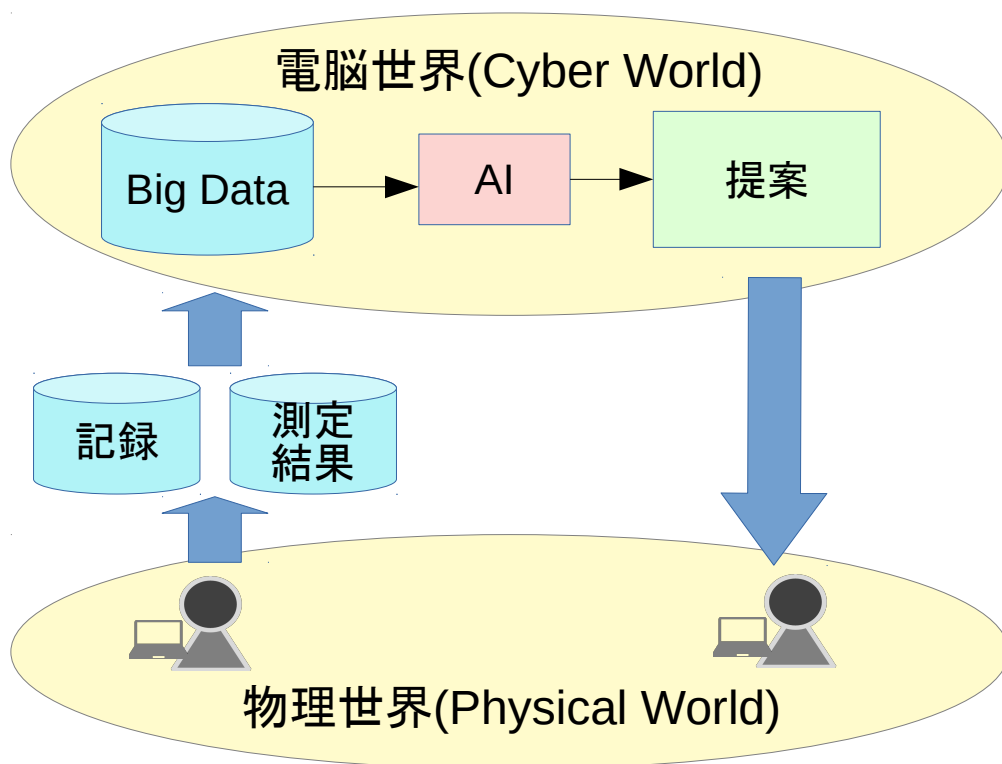 電脳世界(Cyber World)
Big Data
AI
提案
記録
測定
結果
物理世界(Physical World)